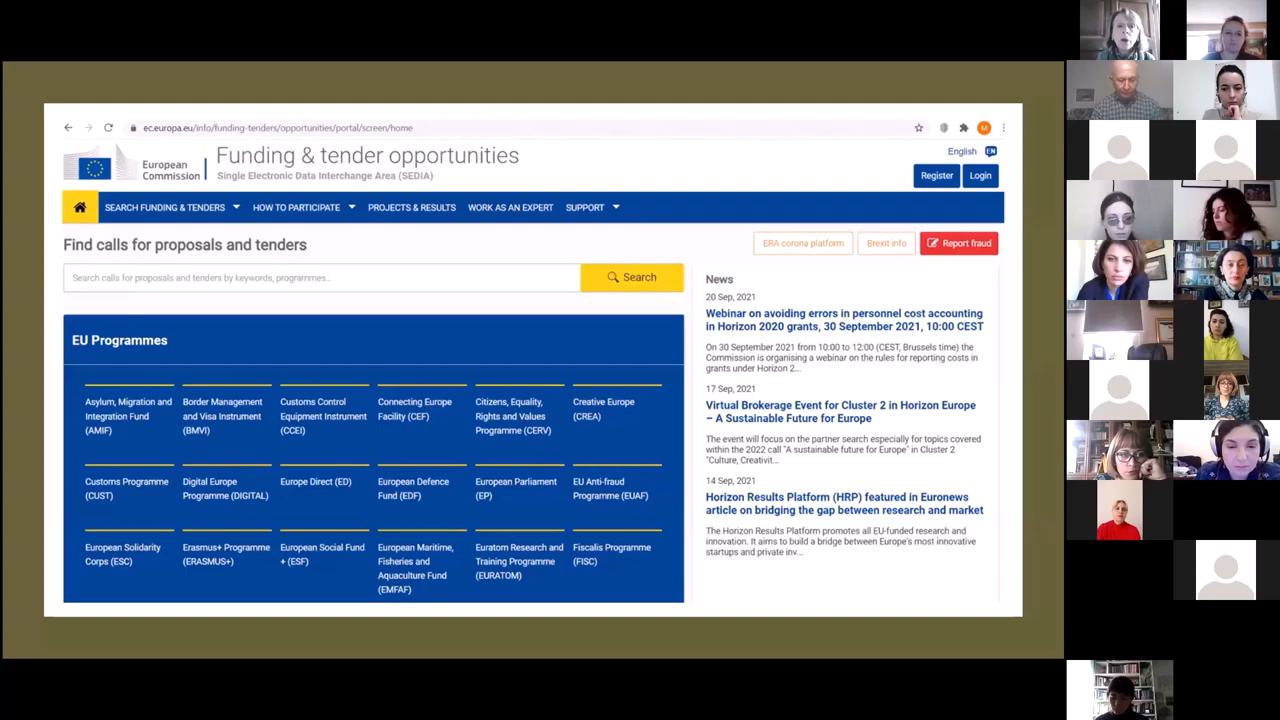 ec.europa.eu/info/funding-tenders/opportunities/portal/screen/home
M
European
Commission
Funding & tender opportunities
Single Electronic Data Interchange Area (SEDIA)
English EN
Register Login
SEARCH FUNDING & TENDERS HOW TO PARTICIPATE PROJECTS & RESULTS WORK AS AN EXPERT SUPPORT
Find calls for proposals and tenders
ERA corona platform Brexit info Report fraud
Search calls for proposals and tenders by keywords, programmes...
Search
EU Programmes
Asylum, Migration and
Integration Fund
(AMIF)
Border Management
and Visa Instrument
(BMVI)
Customs Control
Equipment Instrument
(CCEI)
Connecting Europe
Facility (CEF)
Citizens, Equality,
Rights and Values
Programme (CERV)
Creative Europe
(CREA)
Customs Programme
(CUST)
Digital Europe
Programme (DIGITAL)
Europe Direct (ED)
European Defence
Fund (EDF)
European Parliament
(EP)
EU Anti-fraud
Programme (EUAF)
European Solidarity
Corps (ESC)
Erasmus+ Programme
(ERASMUS+)
European Social Fund
+ (ESF)
European Maritime,
Fisheries and
Aquaculture Fund
(EMFAF)
Euratom Research and
Training Programme
(EURATOM)
Fiscalis Programme
(FISC)
News
20 Sep, 2021
Webinar on avoiding errors in personnel cost accounting
in Horizon 2020 grants, 30 September 2021, 10:00 CEST
On 30 September 2021 from 10:00 to 12:00 (CEST, Brussels time) the
Commission is organising a webinar on the rules for reporting costs in
grants under Horizon 2...
17 Sep, 2021
Virtual Brokerage Event for Cluster 2 in Horizon Europe
– A Sustainable Future for Europe
The event will focus on the partner search especially for topics covered
within the 2022 call "A sustainable future for Europe" in Cluster 2
"Culture, Creativit...
14 Sep, 2021
Horizon Results Platform (HRP) featured in Euronews
article on bridging the gap between research and market
The Horizon Results Platform promotes all EU-funded research and
innovation. It aims to build a bridge between Europe's most innovative
startups and private inv...